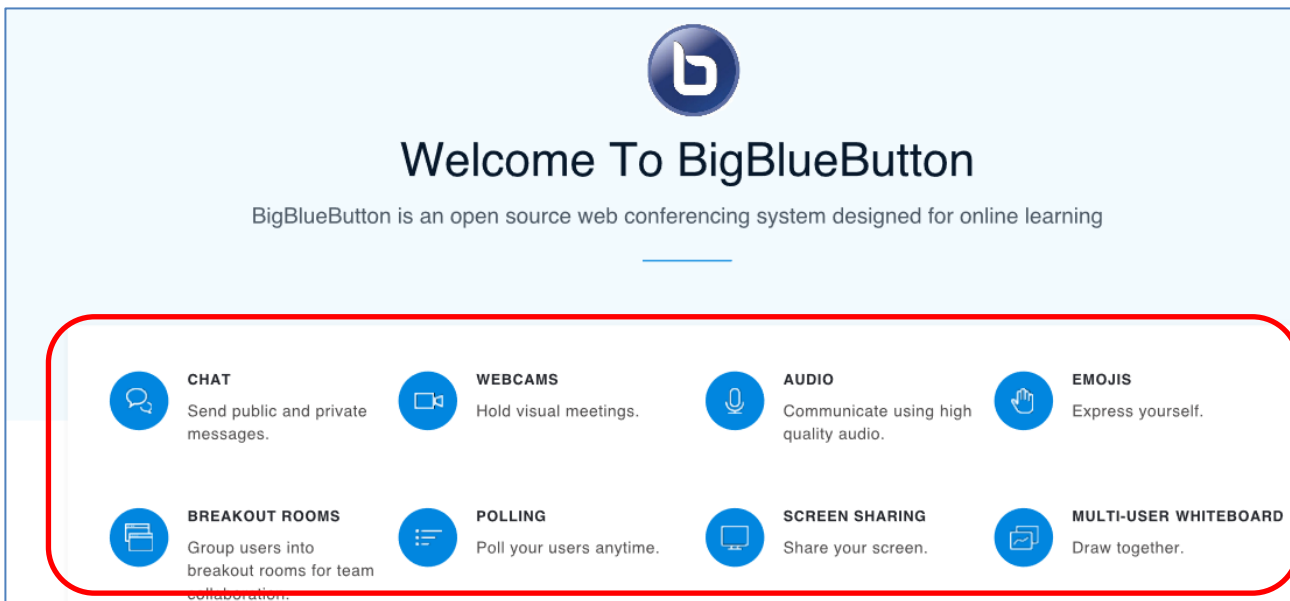 Welcome To BigBlueButton
BigBlueButton is an open source web conferencing system designed for online learning
CHAT
Send public and private
messages.
WEBCAMS
Hold visual meetings.
AUDIO
Communicate using high
quality audio.
EMOJIS
Express yourself.
BREAKOUT ROOMS
Group users into
breakout rooms for team
collaboration.
POLLING
Poll your users anytime.
SCREEN SHARING
Share your screen.
MULTI-USER WHITEBOARD
Draw together.